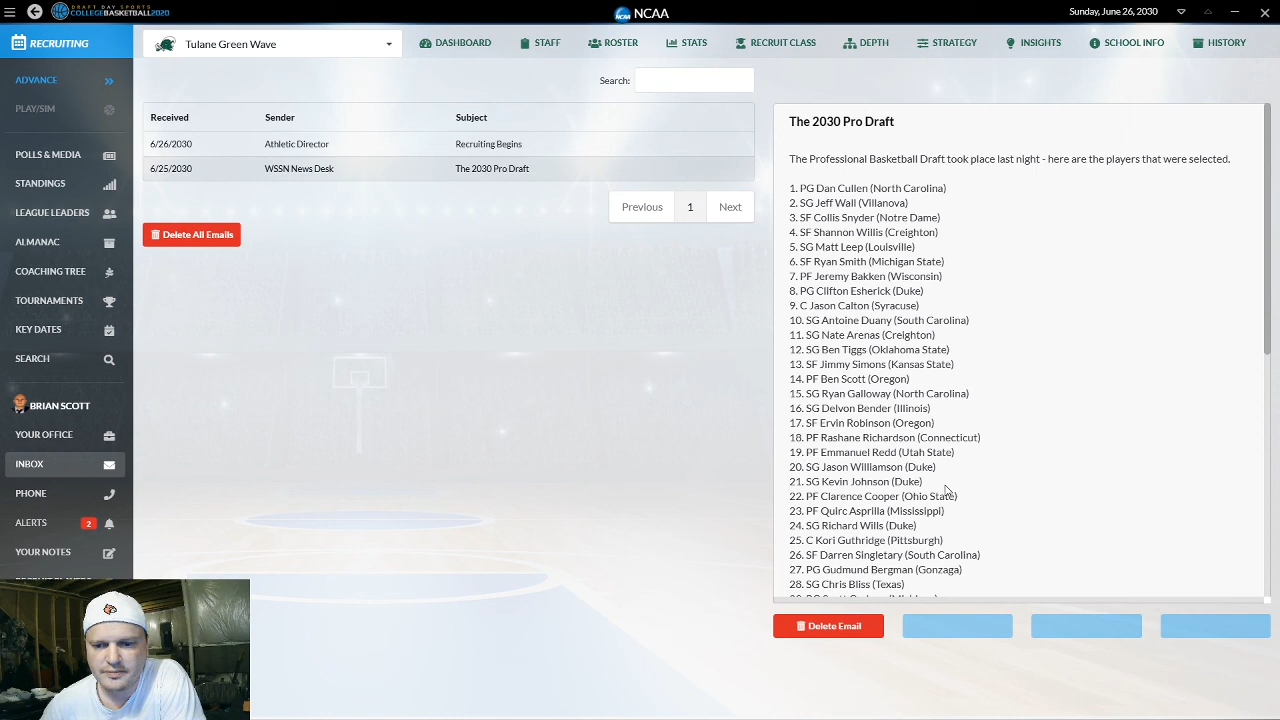 DRAFT DAY SPORTS
COLLEGE BASKETBALL 2020
NCAA
Sunday, June 26, 2030
RECRUITING
Tulane Green Wave
DASHBOARD
STAFF
ROSTER
STATS
RECRUIT CLASS
DEPTH
STRATEGY
INSIGHTS
SCHOOL INFO
HISTORY
ADVANCE
PLAY/SIM
POLLS & MEDIA
STANDINGS
LEAGUE LEADERS
ALMANAC
COACHING TREE
TOURNAMENTS
KEY DATES
SEARCH
BRIAN SCOTT
YOUR OFFICE
INBOX
PHONE
ALERTS 2
YOUR NOTES
Search:
Received Sender Subject
6/26/2030 Athletic Director Recruiting Begins
6/25/2030 WSSN News Desk The 2030 Pro Draft
Previous 1 Next
Delete All Emails
The 2030 Pro Draft
The Professional Basketball Draft took place last night - here are the players that were selected.
1. PG Dan Cullen (North Carolina)
2. SG Jeff Wall (Villanova)
3. SF Collis Snyder (Notre Dame)
4. SF Shannon Willis (Creighton)
5. SG Matt Leep (Louisville)
6. SF Ryan Smith (Michigan State)
7. PF Jeremy Bakken (Wisconsin)
8. PG Clifton Esherick (Duke)
9. C Jason Calton (Syracuse)
10. SG Antoine Duany (South Carolina)
11. SG Nate Arenas (Creighton)
12. SG Ben Tiggs (Oklahoma State)
13. SF Jimmy Simons (Kansas State)
14. PF Ben Scott (Oregon)
15. SG Ryan Galloway (North Carolina)
16. SG Delvon Bender (Illinois)
17. SF Ervin Robinson (Oregon)
18. PF Rashane Richardson (Connecticut)
19. PF Emmanuel Redd (Utah State)
20. SG Jason Williamson (Duke)
21. SG Kevin Johnson (Duke)
22. PF Clarence Cooper (Ohio State)
23. PF Quirc Asprilla (Mississippi)
24. SG Richard Wills (Duke)
25. C Kori Guthridge (Pittsburgh)
26. SF Darren Singletary (South Carolina)
27. PG Gudmund Bergman (Gonzaga)
28. SG Chris Bliss (Texas)
Delete Email